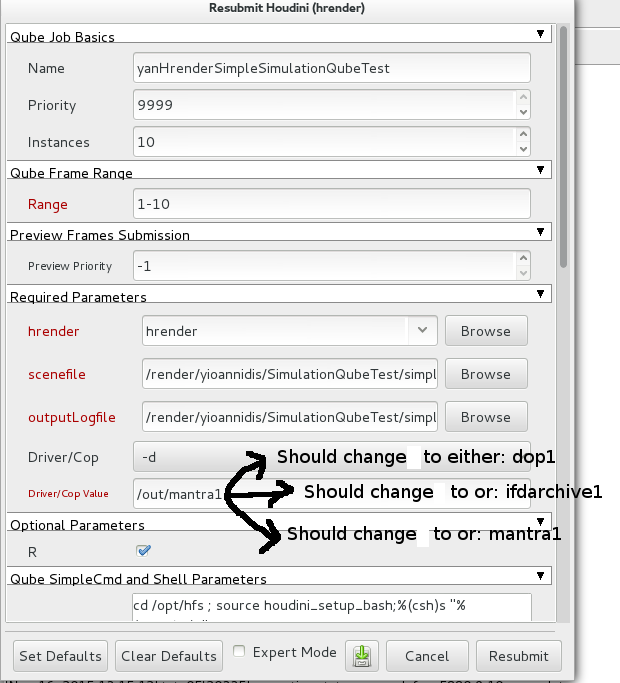 Resubmit Houdini (hrender)
Qube Job Basics
Name yanHrenderSimpleSimulationQubeTest
Priority 9999
Instances 10
Qube Frame Range
Range 1-10
Preview Frames Submission
Preview Priority -1
Required Parameters
hrender hrender Browse
scenefile /render/yioannidis/SimulationQubeTest/simpl Browse
outputLogfile /render/yioannidis/SimulationQubeTest/simpl Browse
Driver/Cop -d Should change to either: dop1
Driver/Cop Value /out/mantra1 Should change to or: ifdarchive1
Should change to or: mantra1
Optional Parameters
R
Qube SimpleCmd and Shell Parameters
cd /opt/hfs ; source houdini_setup_bash;%(csh)s "%
Set Defaults Clear Defaults Expert Mode Cancel Resubmit